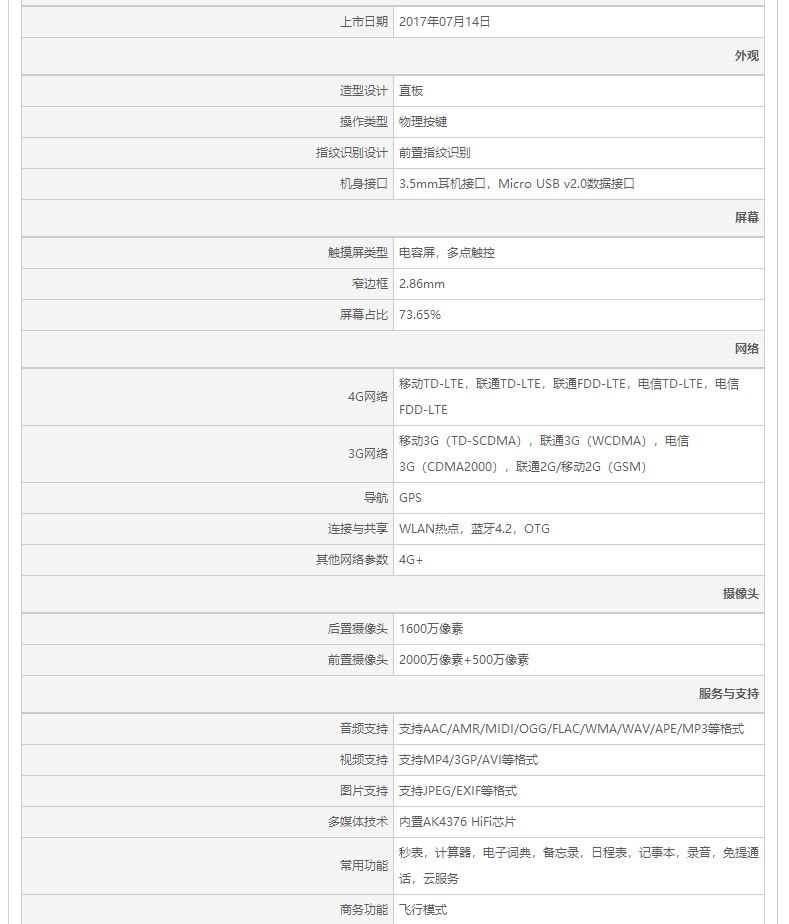 上市日期 2017年07月14日
外观
造型设计 直板
操作类型 物理按键
指纹识别设计 前置指纹识别
机身接口 3.5mm耳机接口，Micro USB v2.0数据接口
屏幕
触摸屏类型 电容屏，多点触控
窄边框 2.86mm
屏幕占比 73.65%
网络
4G网络 移动TD-LTE，联通TD-LTE，联通FDD-LTE，电信TD-LTE，电信
FDD-LTE
3G网络 移动3G（TD-SCDMA），联通3G（WCDMA），电信
3G（CDMA2000），联通2G/移动2G（GSM）
导航 GPS
连接与共享 WLAN热点，蓝牙4.2，OTG
其他网络参数 4G+
摄像头
后置摄像头 1600万像素
前置摄像头 2000万像素+500万像素
服务与支持
音频支持 支持AAC/AMR/MIDI/OGG/FLAC/WMA/WAV/APE/MP3等格式
视频支持 支持MP4/3GP/AVI等格式
图片支持 支持JPEG/EXIF等格式
多媒体技术 内置AK4376 HiFi芯片
常用功能 秒表，计算器，电子词典，备忘录，日程表，记事本，录音，免提通
话，云服务
商务功能 飞行模式